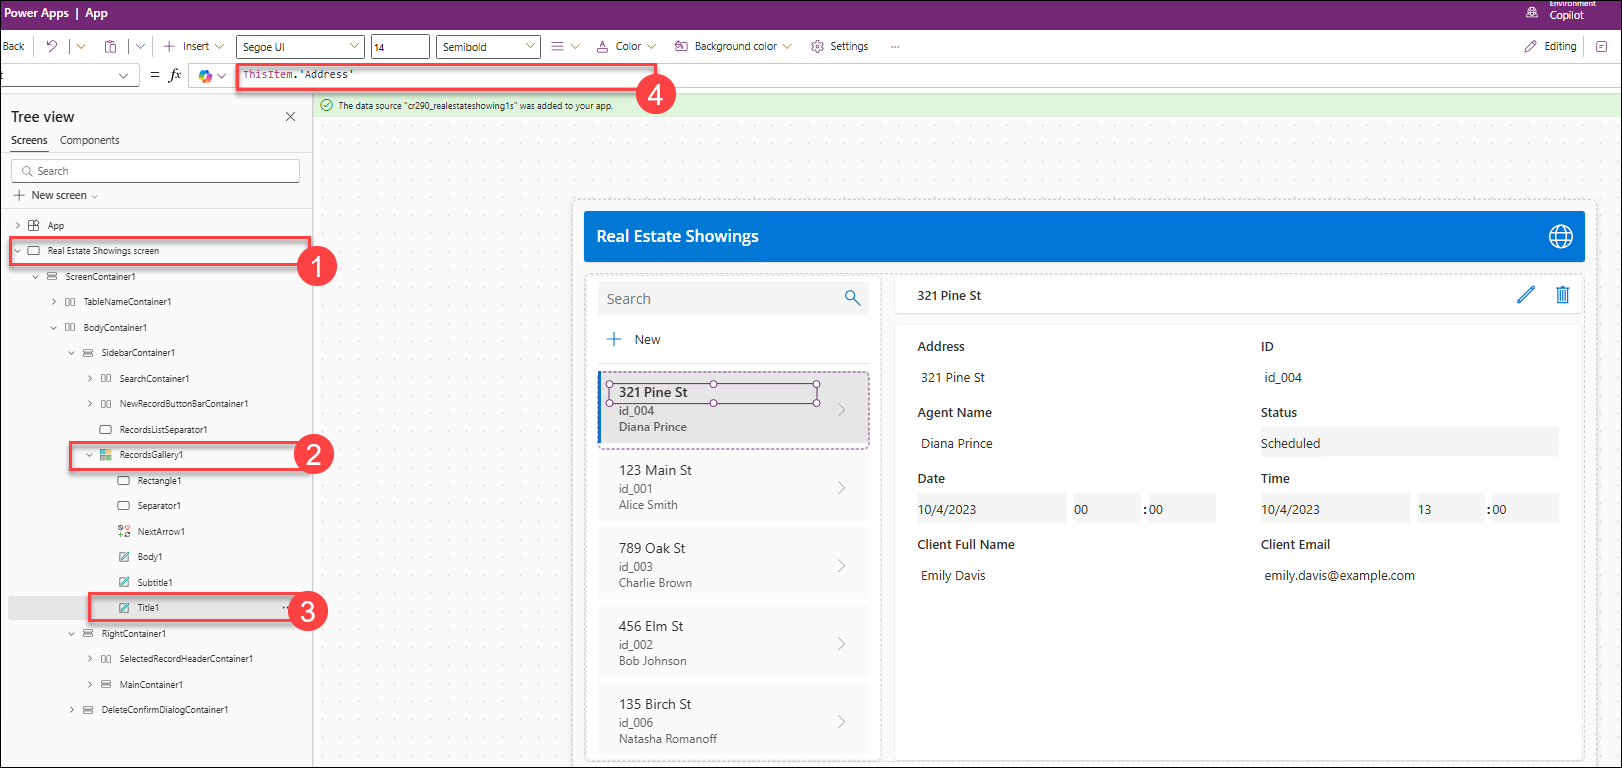 Power Apps | App
Environment
Copilot
Back
Insert
Segoe UI
14
Semibold
Color
Background color
Settings
...
Editing
t
= fx
ThisItem.'Address'
4
The data source "cr290_realestateshowing1s" was added to your app.
Tree view
Screens
Components
Search
New screen
App
Real Estate Showings screen
1
ScreenContainer1
TableNameContainer1
BodyContainer1
SidebarContainer1
SearchContainer1
NewRecordButtonBarContainer1
RecordsListSeparator1
RecordsGallery1
2
Rectangle1
Separator1
NextArrow1
Body1
Subtitle1
Title1
3
RightContainer1
SelectedRecordHeaderContainer1
MainContainer1
DeleteConfirmDialogContainer1
Real Estate Showings
Search
New
321 Pine St
id_004
Diana Prince
123 Main St
id_001
Alice Smith
789 Oak St
id_003
Charlie Brown
456 Elm St
id_002
Bob Johnson
135 Birch St
id_006
Natasha Romanoff
321 Pine St
Address
ID
321 Pine St
id_004
Agent Name
Status
Diana Prince
Scheduled
Date
Time
10/4/2023 00 :00
10/4/2023 13 :00
Client Full Name
Client Email
Emily Davis
emily.davis@example.com